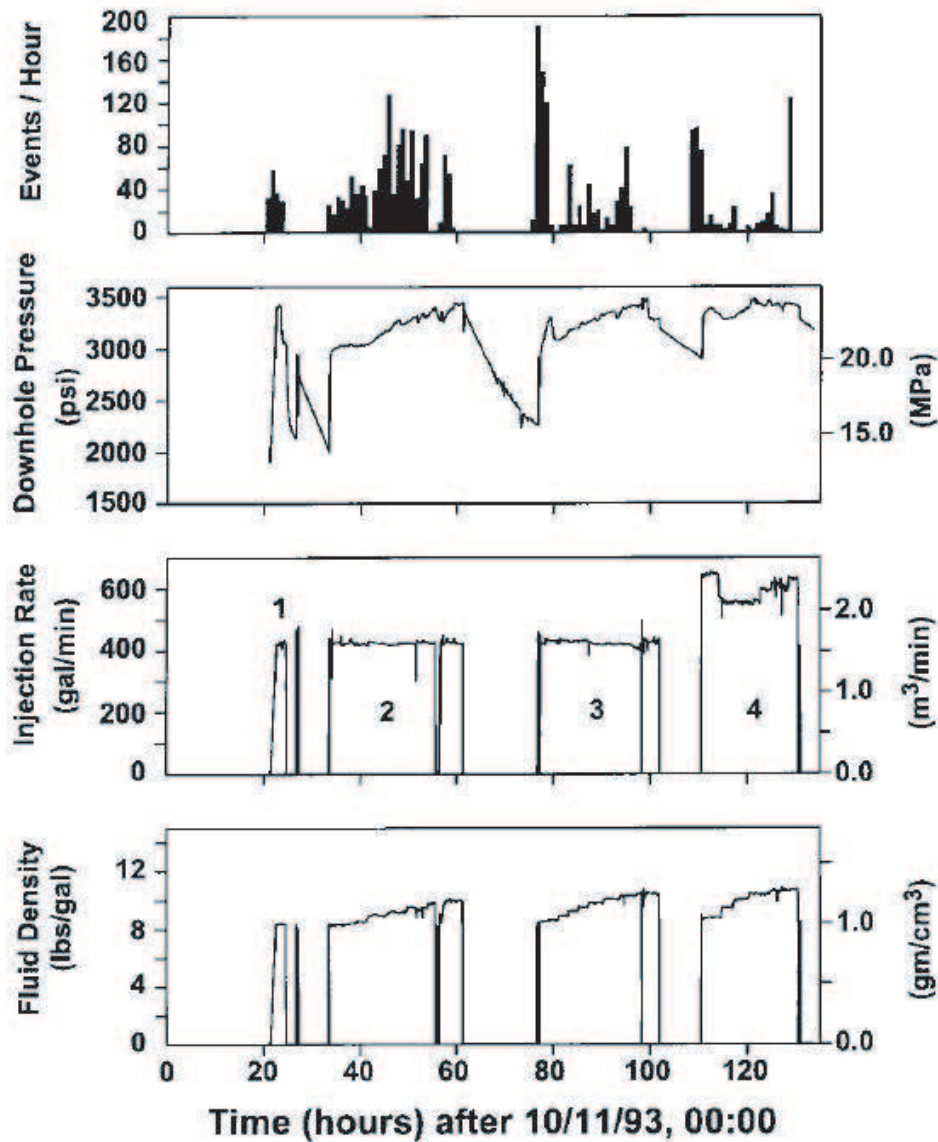 Events / Hour
200
160
120
80
40
0
Downhole Pressure
(psi)
3500
3000
2500
2000
1500
20.0
15.0
(MPa)
Injection Rate
(gal/min)
600
400
200
0
1
2
3
4
2.0
1.0
0.0
(m³/min)
Fluid Density
(lbs/gal)
12
8
4
0
1.0
0.0
(gm/cm³)
0 20 40 60 80 100 120
Time (hours) after 10/11/93, 00:00